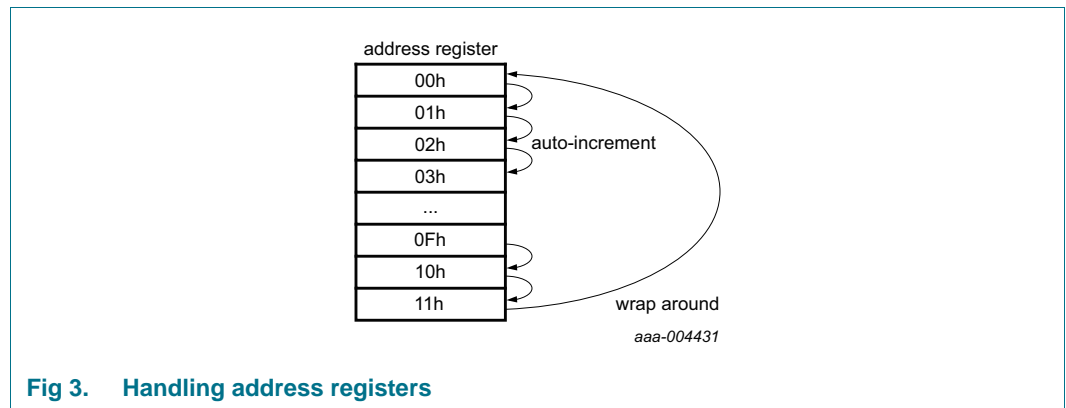 address register
00h
01h
02h
auto-increment
03h
...
0Fh
10h
11h
wrap around
aaa-004431
Fig 3. Handling address registers